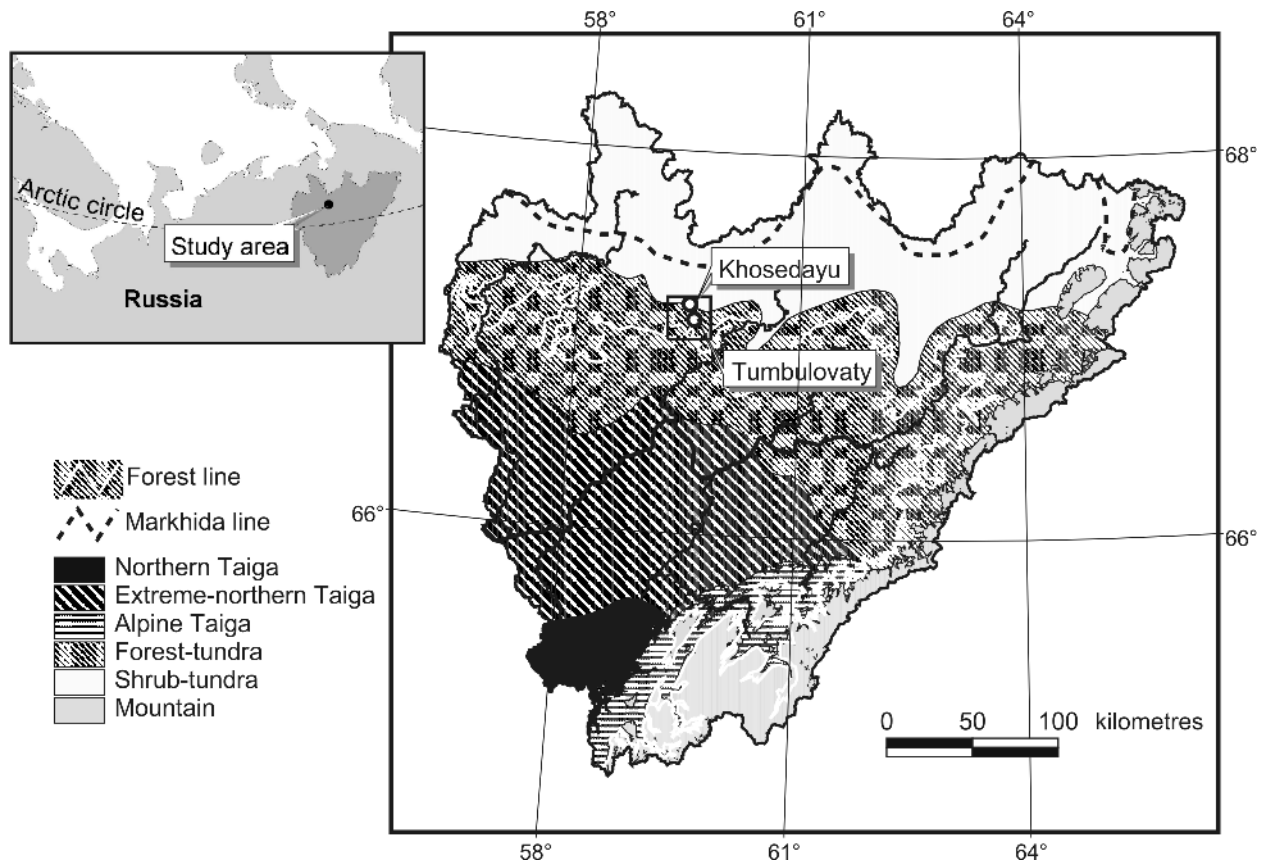 58°
61°
64°
68°
Arctic circle
Study area
Russia
Khosedayu
Tumbulovaty
Forest line
Markhida line
Northern Taiga
Extreme-northern Taiga
Alpine Taiga
Forest-tundra
Shrub-tundra
Mountain
66°
66°
0 50 100 kilometres
58°
61°
64°